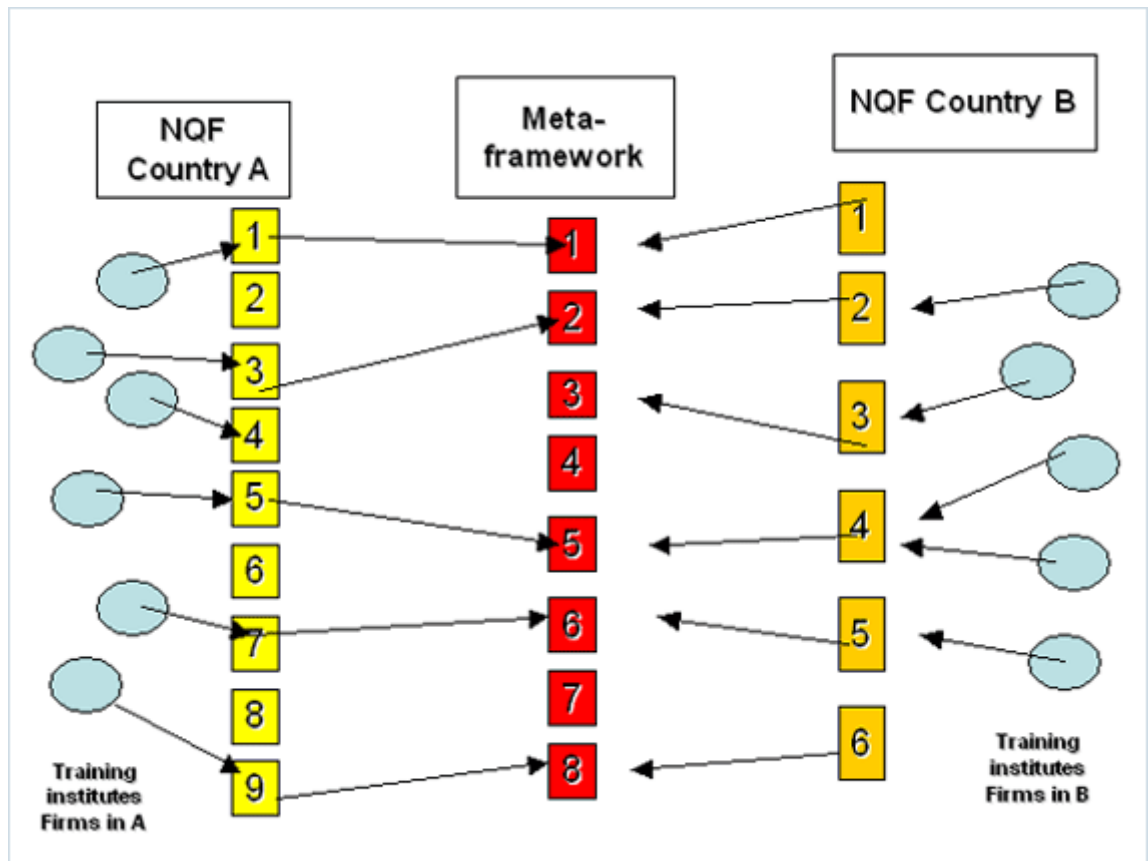 NQF
Country A
Meta-
framework
NQF Country B
1
2
3
4
5
6
7
8
9
1
2
3
4
5
6
7
8
1
2
3
4
5
6
Training
institutes
Firms in A
Training
institutes
Firms in B